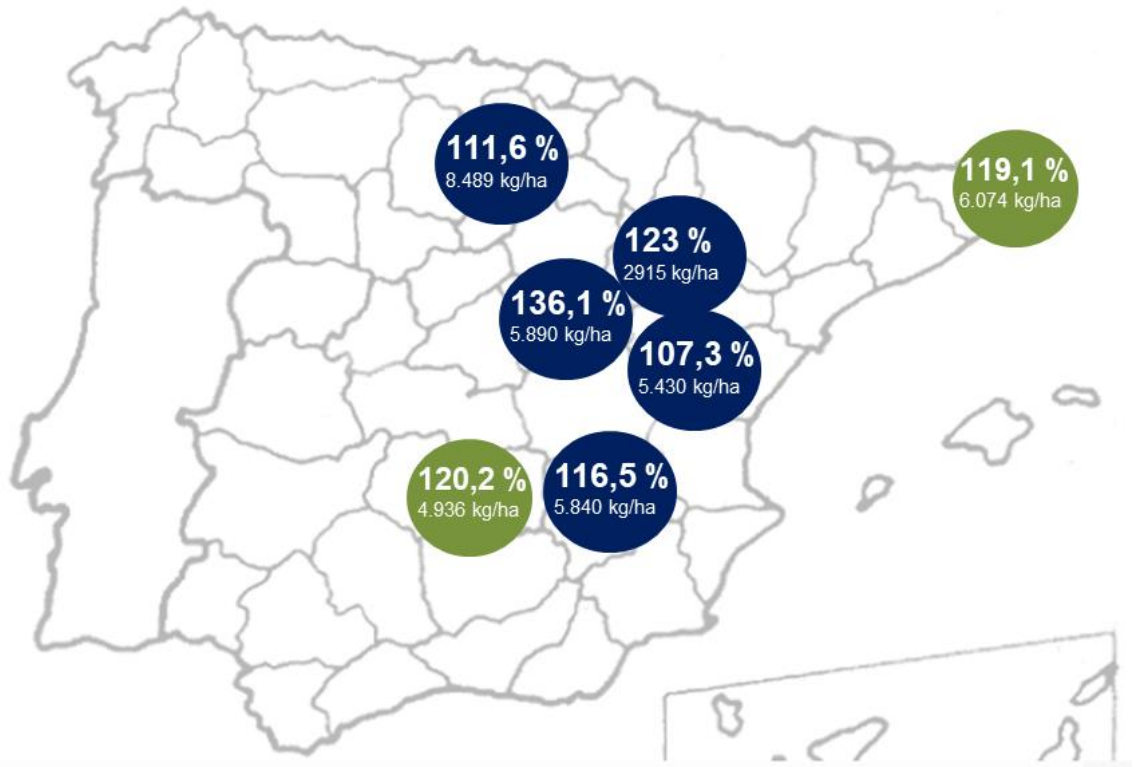 111,6 %
8.489 kg/ha
119,1 %
6.074 kg/ha
123 %
2915 kg/ha
136,1 %
5.890 kg/ha
107,3 %
5.430 kg/ha
120,2 %
4.936 kg/ha
116,5 %
5.840 kg/ha